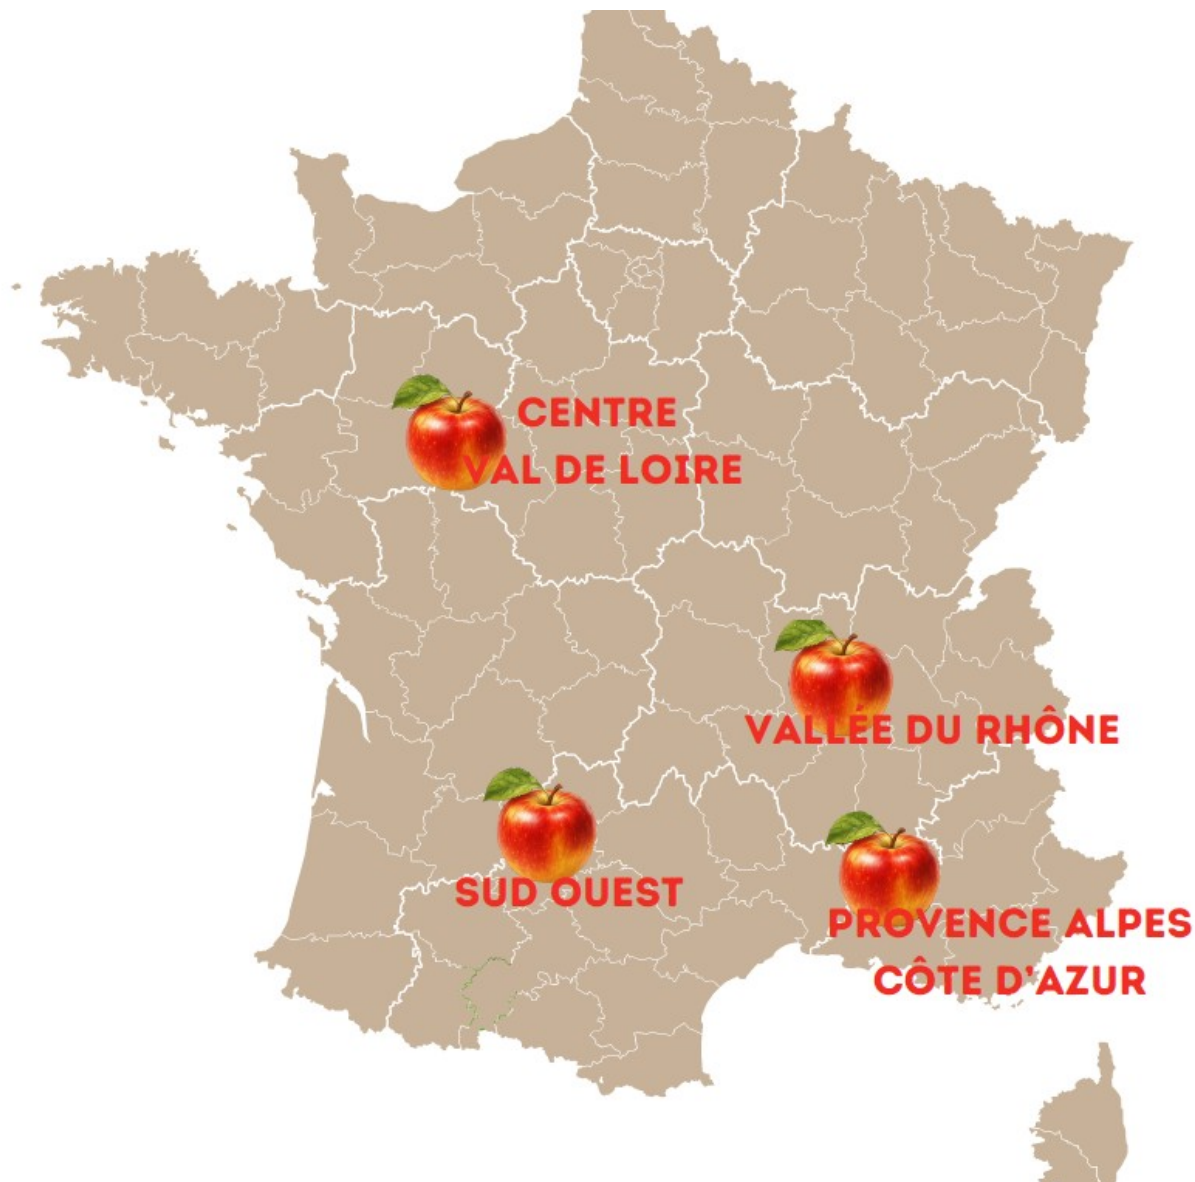 CENTRE
VAL DE LOIRE
VALLÉE DU RHÔNE
SUD OUEST
PROVENCE ALPES
CÔTE D'AZUR